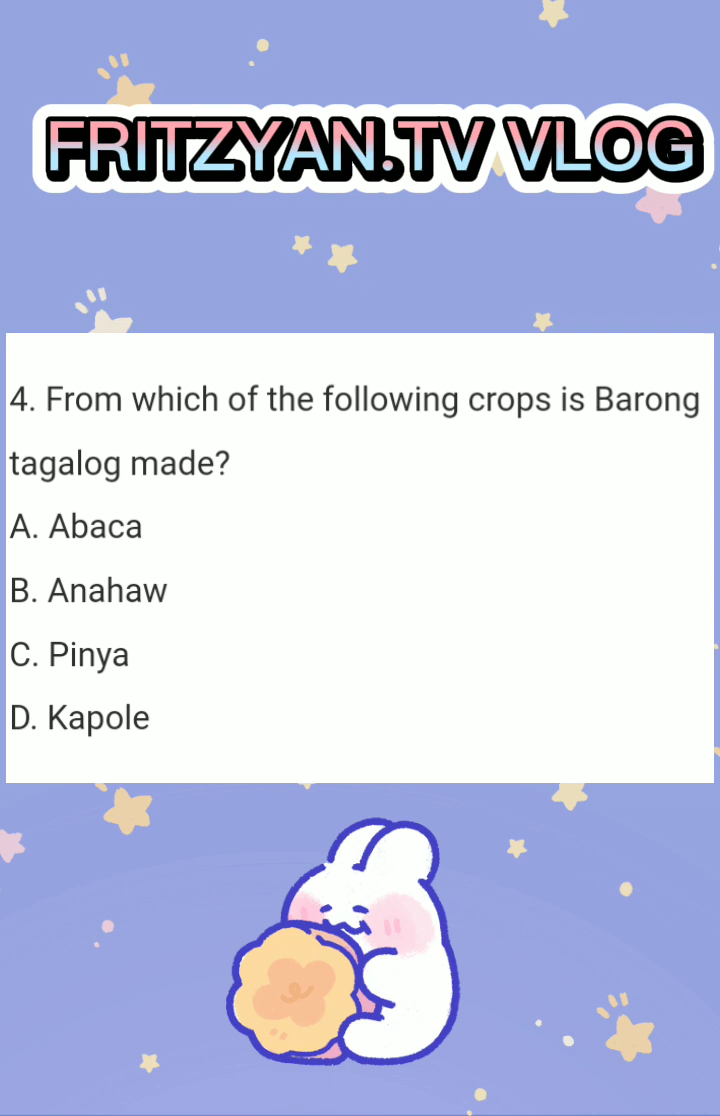 FRITZYAN.TV VLOG
4. From which of the following crops is Barong
tagalog made?
A. Abaca
B. Anahaw
C. Pinya
D. Kapole